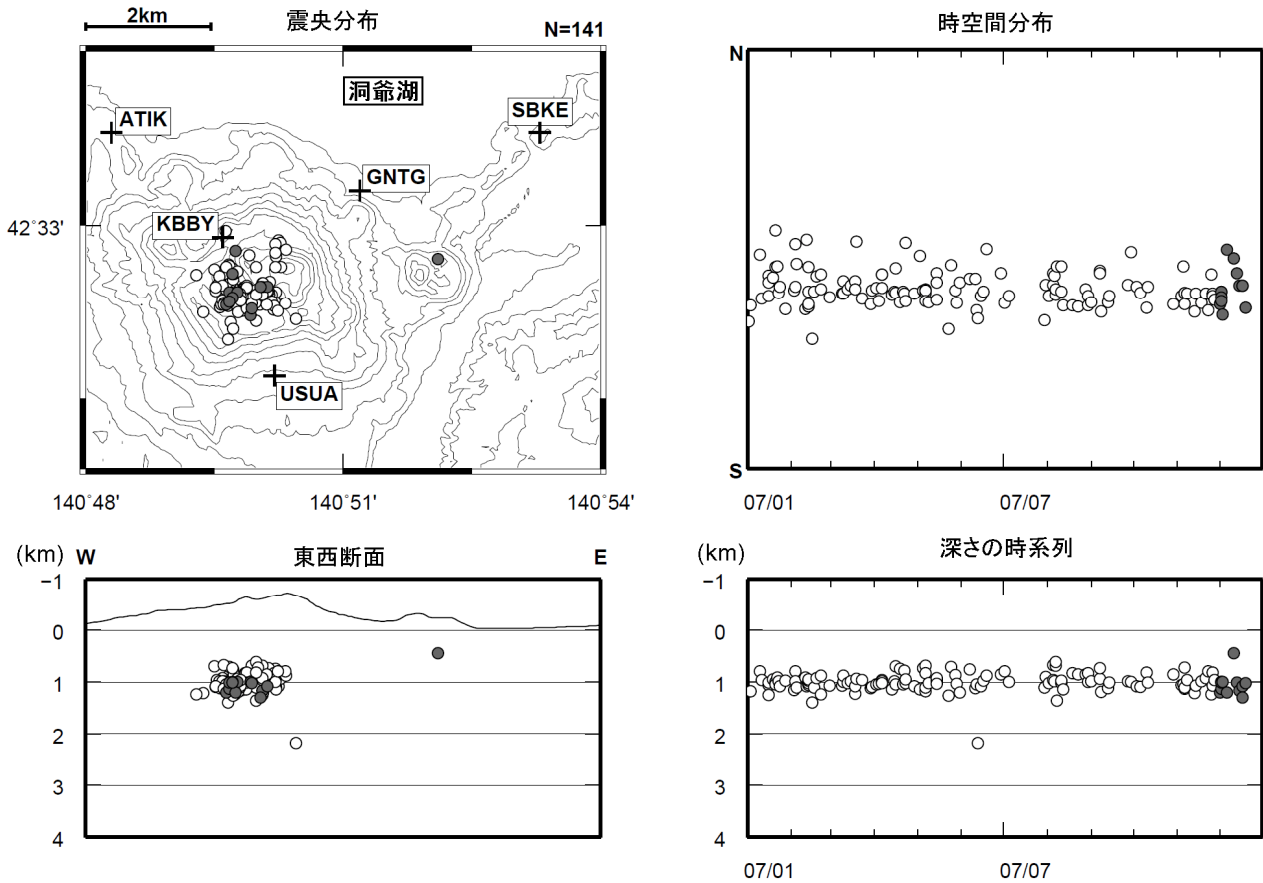 2km
震央分布
N=141
洞爺湖
ATIK
SBKE
GNTG
KBBY
USUA
42°33'
140°48'
140°51'
140°54'
時空間分布
N
S
07/01
07/07
(km)
W
東西断面
E
−1
0
1
2
3
4
(km)
深さの時系列
−1
0
1
2
3
4
07/01
07/07